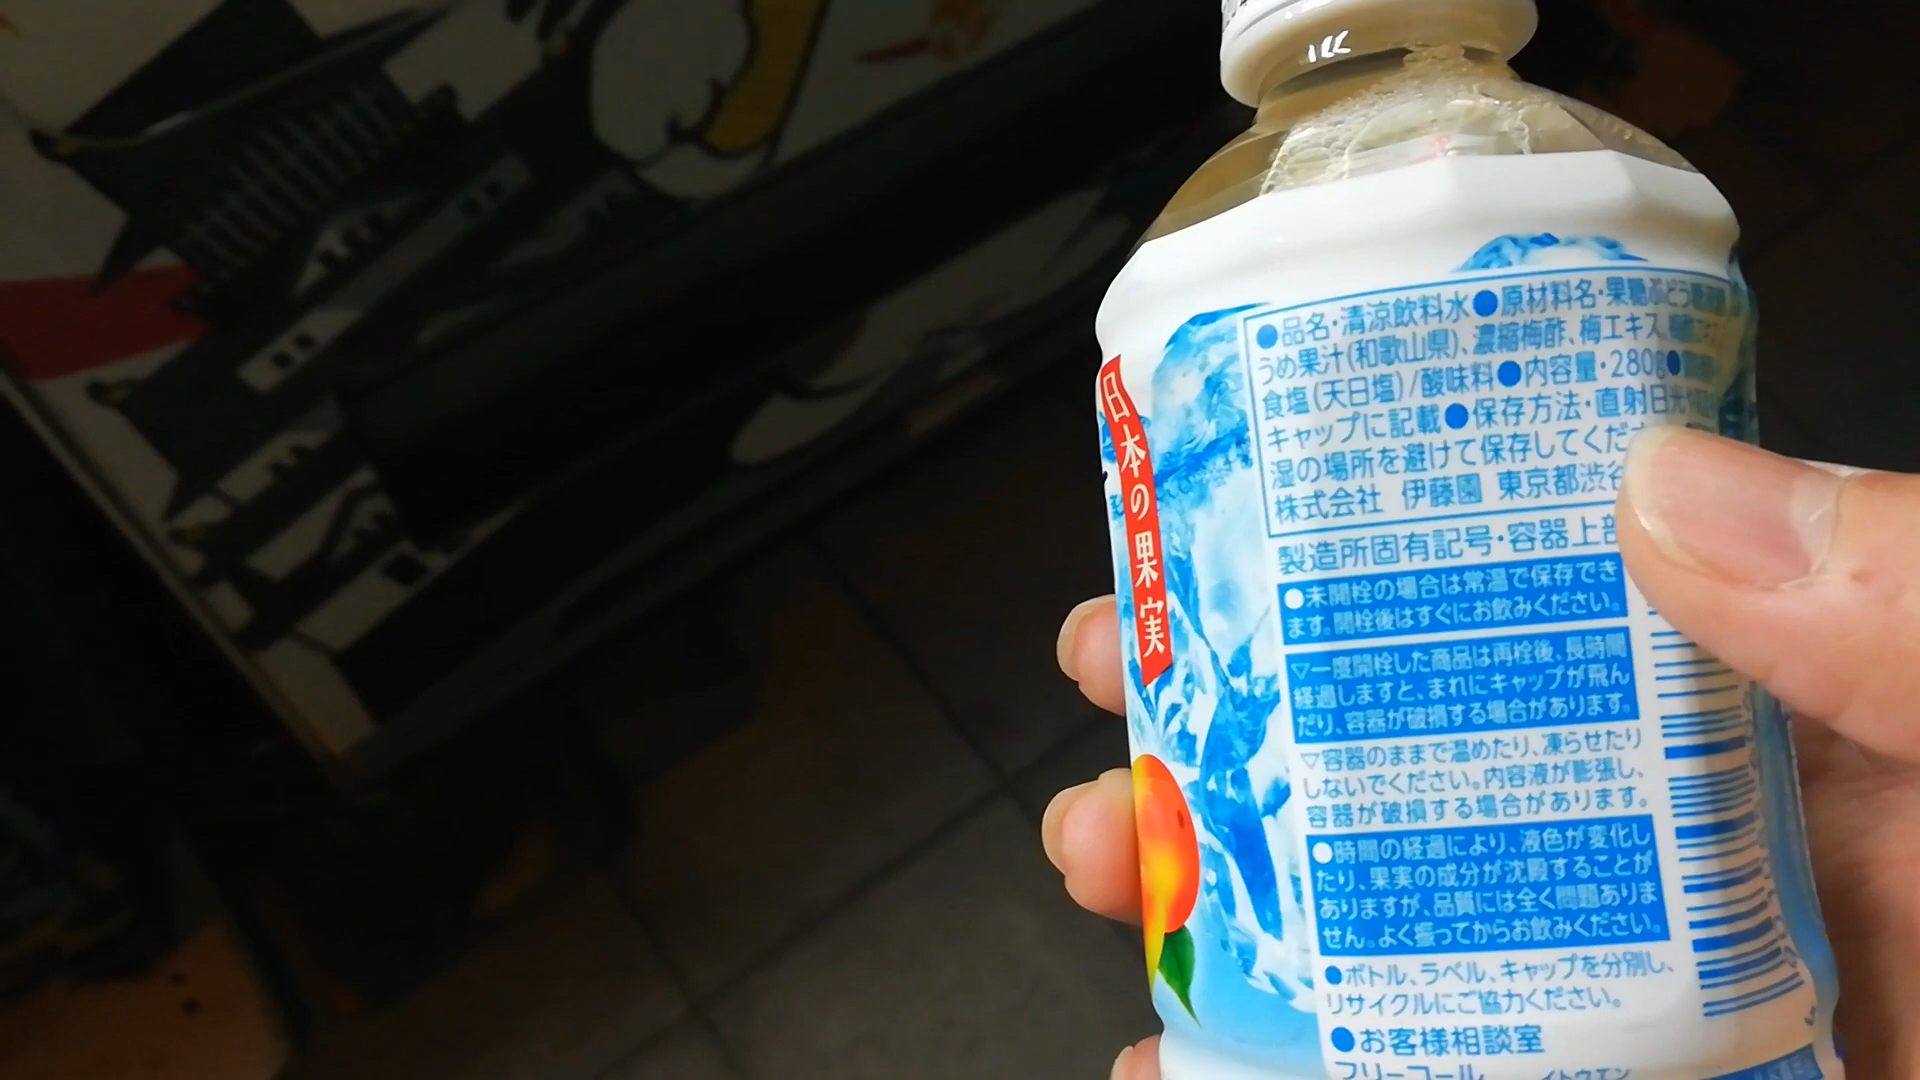 日本の果実
●品名・清涼飲料水●原材料名・果糖ぶどう糖
うめ果汁(和歌山県)、濃縮梅酢、梅エキス、
食塩(天日塩)/酸味料●内容量・280g●
キャップに記載●保存方法・直射日光
湿の場所を避けて保存してくださ
株式会社 伊藤園 東京都渋谷
製造所固有記号・容器上部
●未開栓の場合は常温で保存でき
ます。開栓後はすぐにお飲みください。
▽一度開栓した商品は再栓後、長時間
経過しますと、まれにキャップが飛ん
だり、容器が破損する場合があります。
▽容器のままで温めたり、凍らせたり
しないでください。内容液が膨張し、
容器が破損する場合があります。
●時間の経過により、液色が変化し
たり、果実の成分が沈殿することが
ありますが、品質には全く問題ありま
せん。よく振ってからお飲みください。
●ボトル、ラベル、キャップを分別し、
リサイクルにご協力ください。
●お客様相談室
フリーコール イトウエン